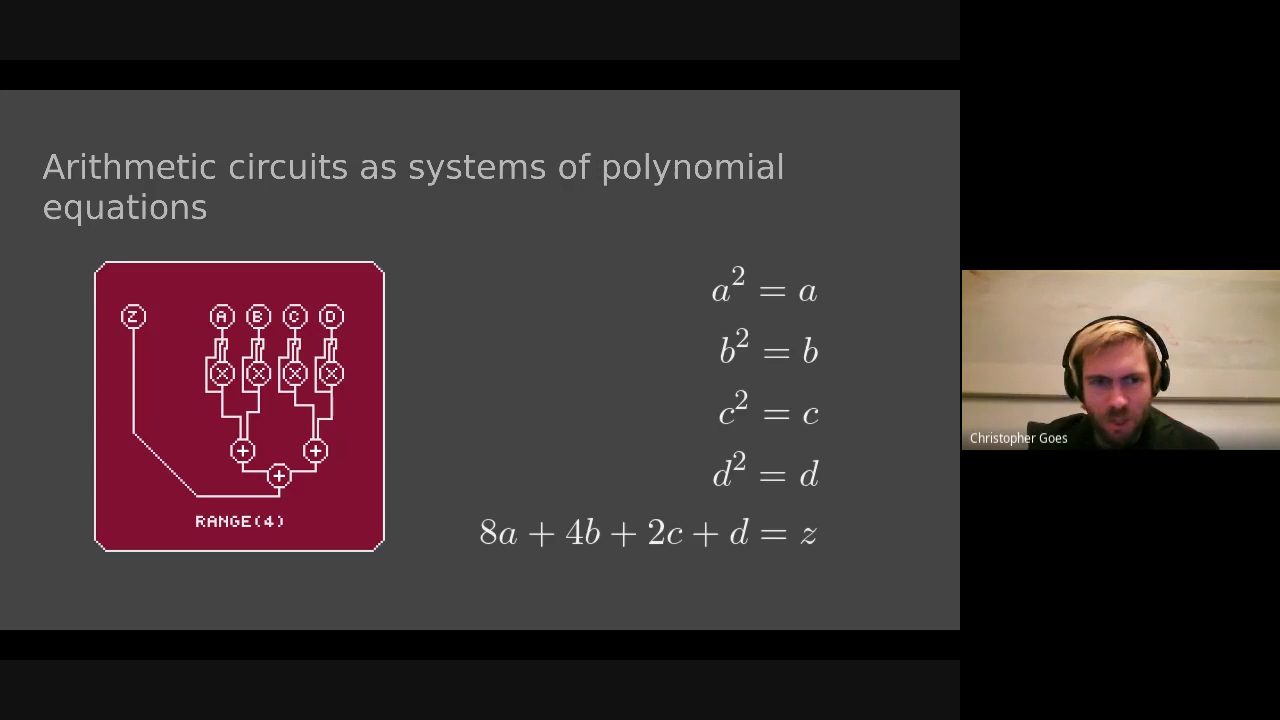 Arithmetic circuits as systems of polynomial
equations
Z A B C D
× × × ×
+ +
+
RANGE(4)
a² = a
b² = b
c² = c
d² = d
8a + 4b + 2c + d = z
Christopher Goes